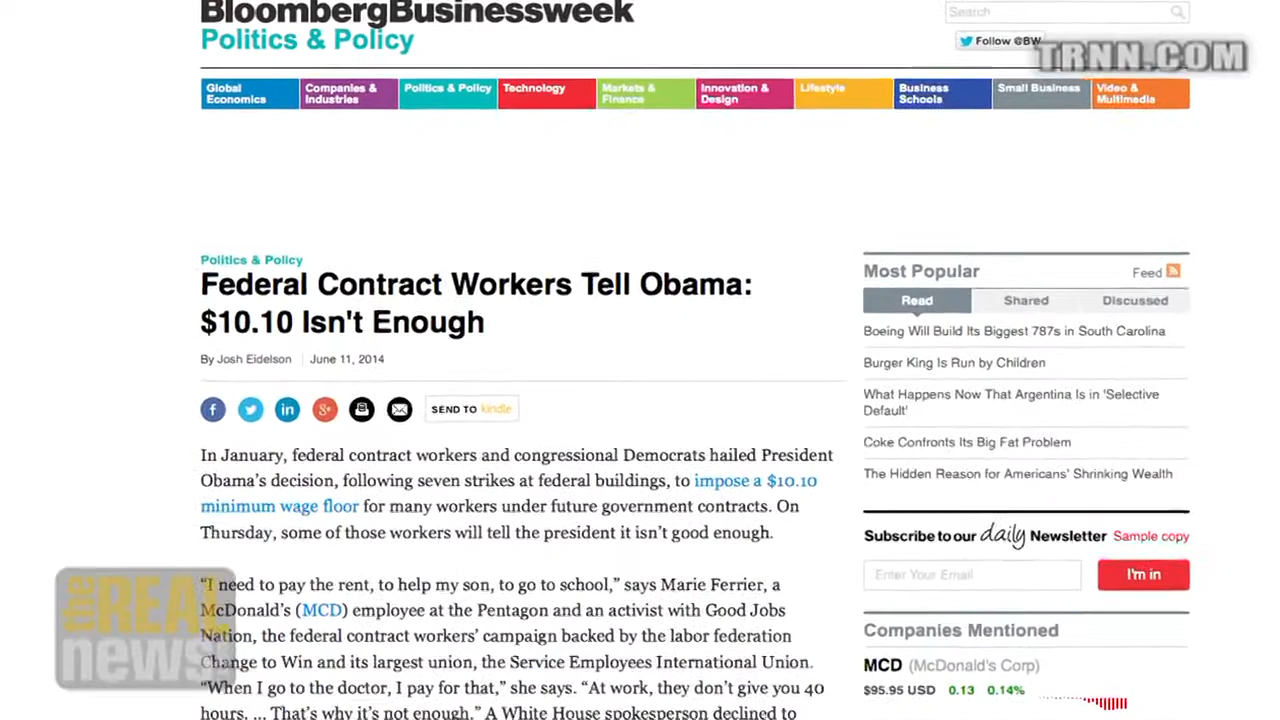 BloombergBusinessweek
Politics & Policy
Search
Follow @BW
TRNN.COM
Global
Economics
Companies &
Industries
Politics & Policy
Technology
Markets &
Finance
Innovation &
Design
Lifestyle
Business
Schools
Small Business
Video &
Multimedia
Politics & Policy
Federal Contract Workers Tell Obama:
$10.10 Isn't Enough
By Josh Eidelson June 11, 2014
SEND TO kindle
In January, federal contract workers and congressional Democrats hailed President
Obama's decision, following seven strikes at federal buildings, to impose a $10.10
minimum wage floor for many workers under future government contracts. On
Thursday, some of those workers will tell the president it isn't good enough.
“I need to pay the rent, to help my son, to go to school,” says Marie Ferrier, a
McDonald's (MCD) employee at the Pentagon and an activist with Good Jobs
Nation, the federal contract workers' campaign backed by the labor federation
Change to Win and its largest union, the Service Employees International Union.
“When I go to the doctor, I pay for that,” she says. “At work, they don't give you 40
hours. ... That's why it's not enough.” A White House spokesperson declined to
Most Popular
Feed
Read
Shared
Discussed
Boeing Will Build Its Biggest 787s in South Carolina
Burger King Is Run by Children
What Happens Now That Argentina Is in 'Selective
Default'
Coke Confronts Its Big Fat Problem
The Hidden Reason for Americans' Shrinking Wealth
Subscribe to our daily Newsletter Sample copy
Enter Your Email
I'm in
Companies Mentioned
MCD (McDonald's Corp)
$95.95 USD 0.13 0.14%
the
REAL
news